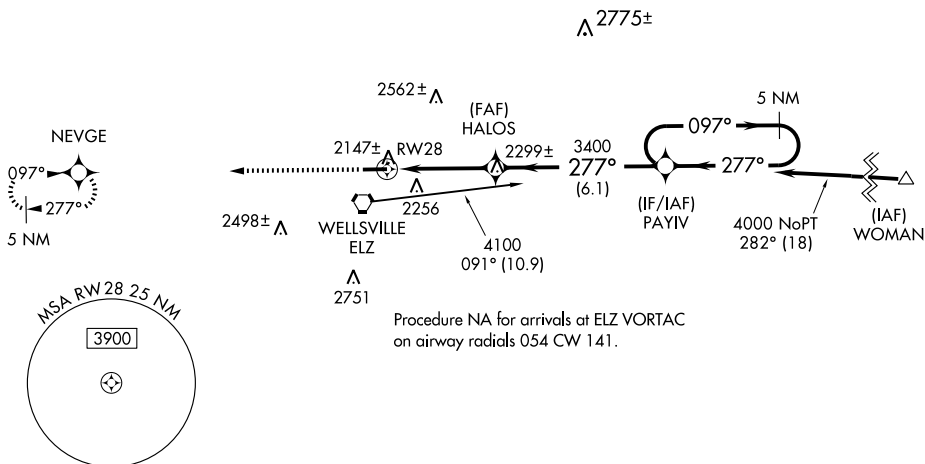 2775±
2562±
(FAF)
HALOS
5 NM
097°
NEVGE
2147±
RW28
2299±
3400
277°
(6.1)
277°
097°
277°
5 NM
2256
(IF/IAF)
PAYIV
4000 NoPT
282° (18)
(IAF)
WOMAN
2498±
WELLSVILLE
ELZ
4100
091° (10.9)
2751
Procedure NA for arrivals at ELZ VORTAC
on airway radials 054 CW 141.
MSA RW 28 25 NM
3900